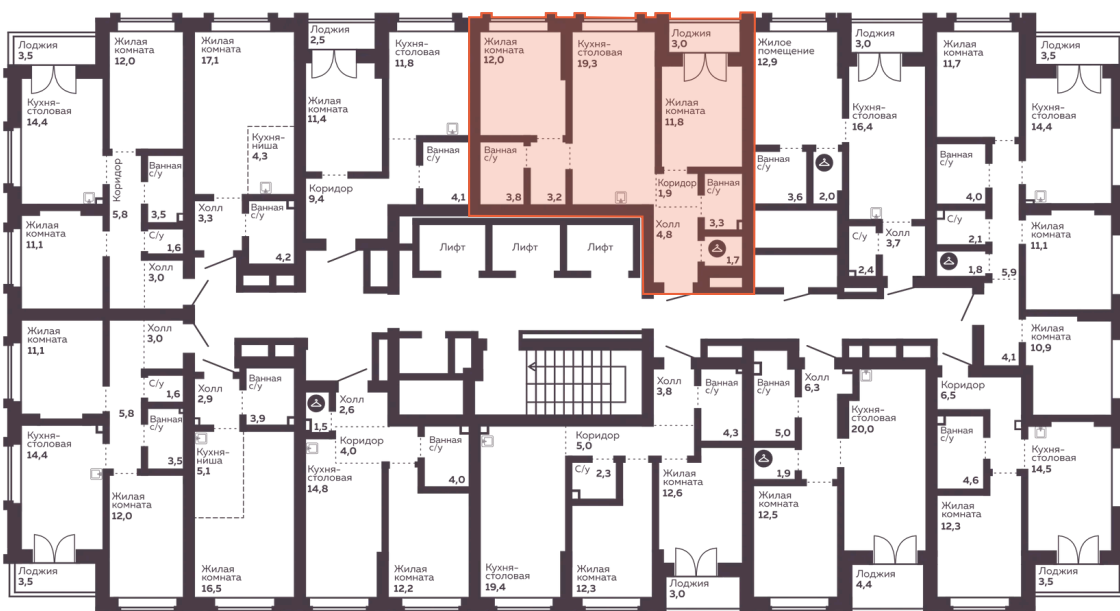 Лоджия
3,5
Жилая
комната
12,0
Жилая
комната
17,1
Лоджия
2,5
Кухня-
столовая
11,8
Жилая
комната
12,0
Кухня-
столовая
19,3
Лоджия
3,0
Жилое
помещение
12,9
Лоджия
3,0
Жилая
комната
11,7
Лоджия
3,5
Кухня-
столовая
14,4
Жилая
комната
11,4
Жилая
комната
11,8
Кухня-
столовая
16,4
Кухня-
столовая
14,4
Кухня-
ниша
4,3
Коридор
5,8
Ванная
с/у
3,5
Ванная
с/у
4,1
Ванная
с/у
3,8
3,2
Ванная
с/у
3,6
2,0
Ванная
с/у
4,0
Коридор
9,4
Коридор
1,9
Ванная
с/у
3,3
Холл
3,3
Ванная
с/у
4,2
Жилая
комната
11,1
С/у
1,6
Холл
3,0
Лифт
Лифт
Лифт
Холл
4,8
1,7
С/у
2,4
Холл
3,7
С/у
2,1
1,8
5,9
Жилая
комната
11,1
Жилая
комната
11,1
Холл
3,0
Жилая
комната
10,9
4,1
С/у
1,6
5,8
Ванная
с/у
3,5
Холл
2,9
Ванная
с/у
3,9
1,5
Холл
2,6
Холл
3,8
Ванная
с/у
4,3
Ванная
с/у
5,0
Холл
6,3
Коридор
6,5
Кухня-
столовая
14,4
Кухня-
ниша
5,1
Коридор
4,0
Ванная
с/у
4,0
Коридор
5,0
С/у
2,3
1,9
Кухня-
столовая
20,0
Ванная
с/у
4,6
Кухня-
столовая
14,5
Кухня-
столовая
14,8
Жилая
комната
12,6
Жилая
комната
12,0
Жилая
комната
12,5
Жилая
комната
12,3
Лоджия
3,5
Жилая
комната
16,5
Жилая
комната
12,2
Кухня-
столовая
19,4
Жилая
комната
12,3
Лоджия
3,0
Лоджия
4,4
Лоджия
3,5